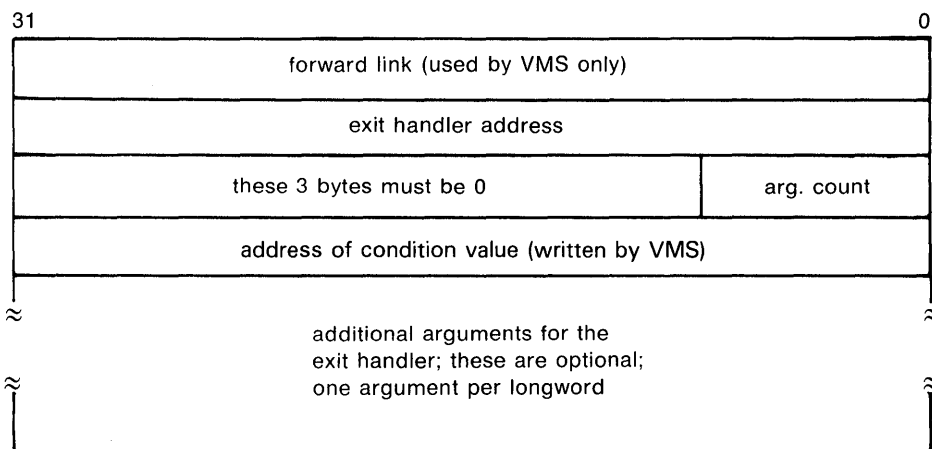 31 0
forward link (used by VMS only)
exit handler address
these 3 bytes must be 0 arg. count
address of condition value (written by VMS)
additional arguments for the
exit handler; these are optional;
one argument per longword